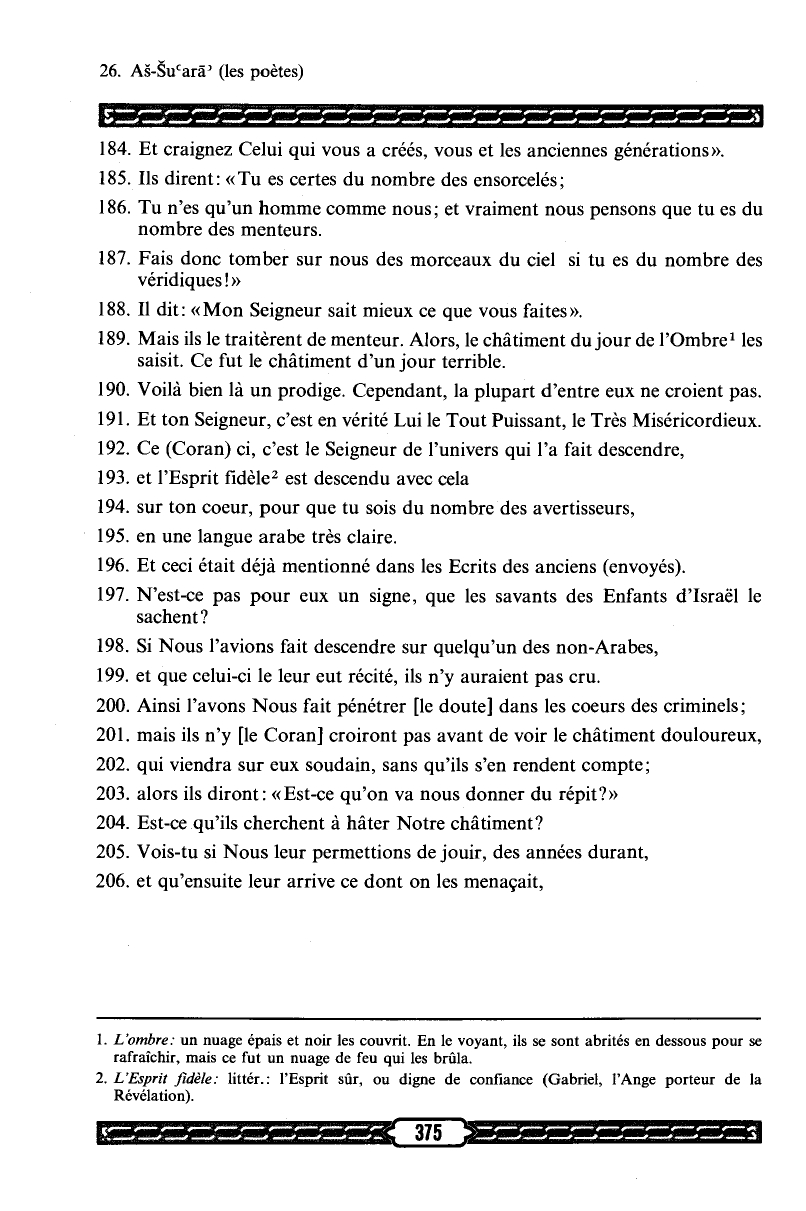 26. Aš-Šuʿarāʾ (les poètes)
184. Et craignez Celui qui vous a créés, vous et les anciennes générations».
185. Ils dirent: «Tu es certes du nombre des ensorcelés;
186. Tu n'es qu'un homme comme nous; et vraiment nous pensons que tu es du
nombre des menteurs.
187. Fais donc tomber sur nous des morceaux du ciel si tu es du nombre des
véridiques!»
188. Il dit: «Mon Seigneur sait mieux ce que vous faites».
189. Mais ils le traitèrent de menteur. Alors, le châtiment du jour de l'Ombre¹ les
saisit. Ce fut le châtiment d'un jour terrible.
190. Voilà bien là un prodige. Cependant, la plupart d'entre eux ne croient pas.
191. Et ton Seigneur, c'est en vérité Lui le Tout Puissant, le Très Miséricordieux.
192. Ce (Coran) ci, c'est le Seigneur de l'univers qui l'a fait descendre,
193. et l'Esprit fidèle² est descendu avec cela
194. sur ton coeur, pour que tu sois du nombre des avertisseurs,
195. en une langue arabe très claire.
196. Et ceci était déjà mentionné dans les Ecrits des anciens (envoyés).
197. N'est-ce pas pour eux un signe, que les savants des Enfants d'Israël le
sachent?
198. Si Nous l'avions fait descendre sur quelqu'un des non-Arabes,
199. et que celui-ci le leur eut récité, ils n'y auraient pas cru.
200. Ainsi l'avons Nous fait pénétrer [le doute] dans les coeurs des criminels;
201. mais ils n'y [le Coran] croiront pas avant de voir le châtiment douloureux,
202. qui viendra sur eux soudain, sans qu'ils s'en rendent compte;
203. alors ils diront: «Est-ce qu'on va nous donner du répit?»
204. Est-ce qu'ils cherchent à hâter Notre châtiment?
205. Vois-tu si Nous leur permettions de jouir, des années durant,
206. et qu'ensuite leur arrive ce dont on les menaçait,
1. L'ombre: un nuage épais et noir les couvrit. En le voyant, ils se sont abrités en dessous pour se
rafraîchir, mais ce fut un nuage de feu qui les brûla.
2. L'Esprit fidèle: littér.: l'Esprit sûr, ou digne de confiance (Gabriel, l'Ange porteur de la
Révélation).
375